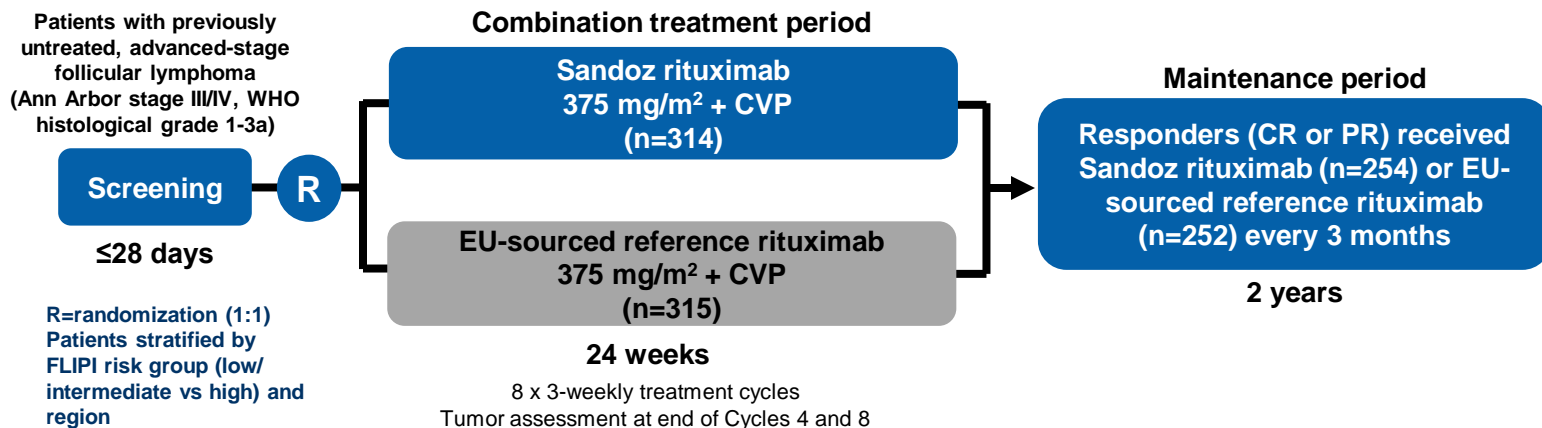 Patients with previously
untreated, advanced-stage
follicular lymphoma
(Ann Arbor stage III/IV, WHO
histological grade 1-3a)
Screening
≤28 days
R
R=randomization (1:1)
Patients stratified by
FLIPI risk group (low/
intermediate vs high) and
region
Combination treatment period
Sandoz rituximab
375 mg/m² + CVP
(n=314)
EU-sourced reference rituximab
375 mg/m² + CVP
(n=315)
24 weeks
8 x 3-weekly treatment cycles
Tumor assessment at end of Cycles 4 and 8
Maintenance period
Responders (CR or PR) received
Sandoz rituximab (n=254) or EU-
sourced reference rituximab
(n=252) every 3 months
2 years